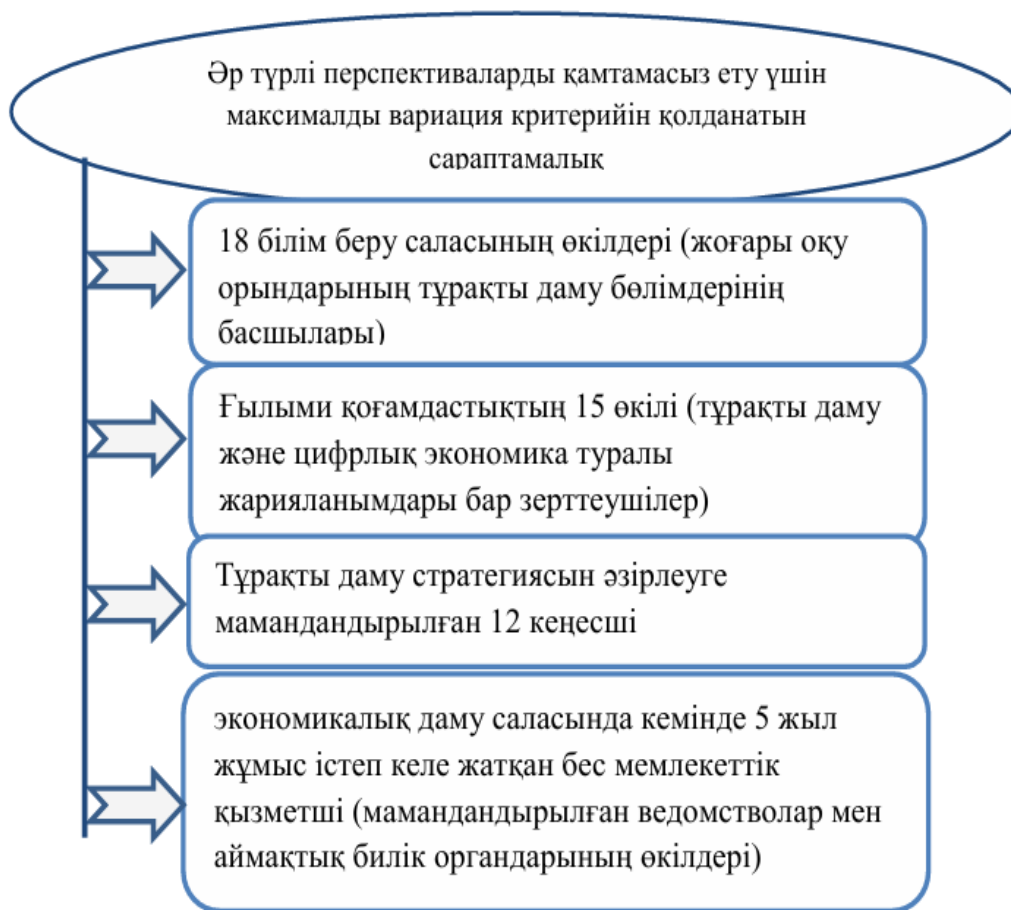 Әр түрлі перспективаларды қамтамасыз ету үшін
максималды вариация критерийін қолданатын
сараптамалық
18 білім беру саласының өкілдері (жоғары оқу
орындарының тұрақты даму бөлімдерінің
басшылары)
Ғылыми қоғамдастықтың 15 өкілі (тұрақты даму
және цифрлық экономика туралы
жарияланымдары бар зерттеушілер)
Тұрақты даму стратегиясын әзірлеуге
мамандандырылған 12 кеңесші
экономикалық даму саласында кемінде 5 жыл
жұмыс істеп келе жатқан бес мемлекеттік
қызметші (мамандандырылған ведомстволар мен
аймақтық билік органдарының өкілдері)